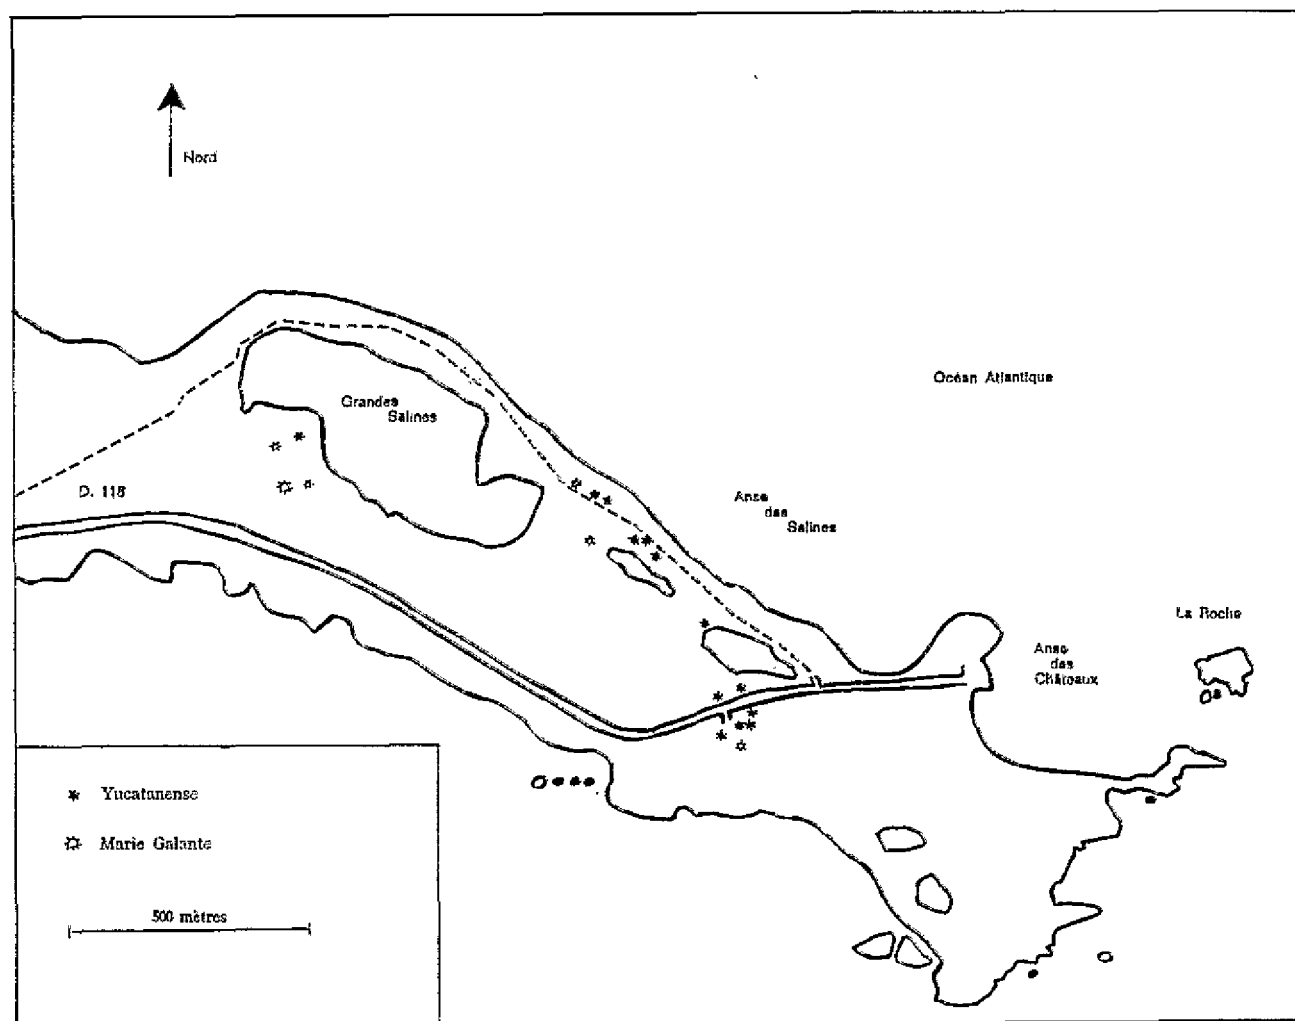 Nord
Océan Atlantique
Grandes
Salines
D. 118
Anse
des
Salines
La Roche
Anse
des
Châteaux
Yucatanense
Marie Galante
500 mètres